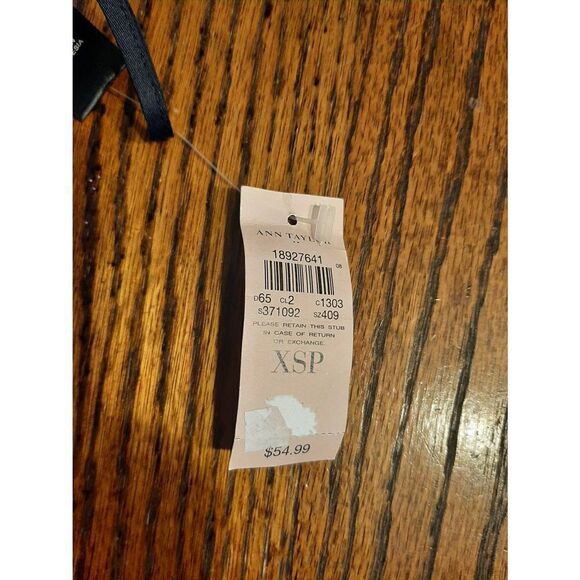 ANN TAYLOR
18927641
08
D65 CL2 C1303
S371092 SZ409
PLEASE RETAIN THIS STUB
IN CASE OF RETURN
OR EXCHANGE
XSP
$54.99